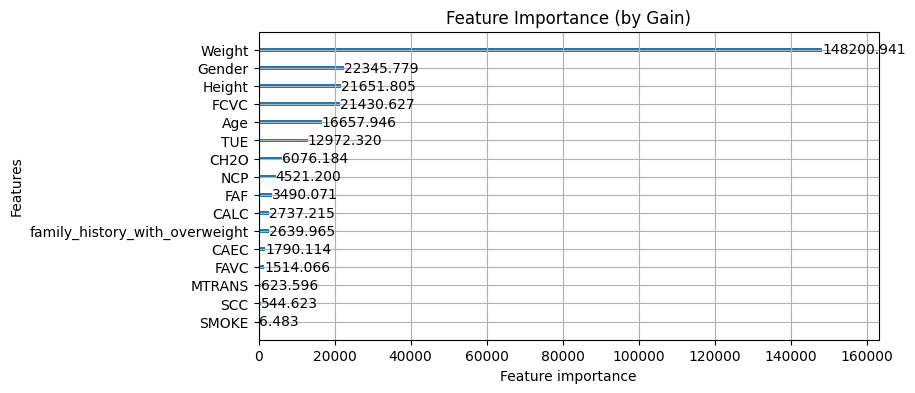 Feature Importance (by Gain)
Features
Weight 148200.941
Gender 22345.779
Height 21651.805
FCVC 21430.627
Age 16657.946
TUE 12972.320
CH2O 6076.184
NCP 4521.200
FAF 3490.071
CALC 2737.215
family_history_with_overweight 2639.965
CAEC 1790.114
FAVC 1514.066
MTRANS 623.596
SCC 544.623
SMOKE 6.483
0 20000 40000 60000 80000 100000 120000 140000 160000
Feature importance